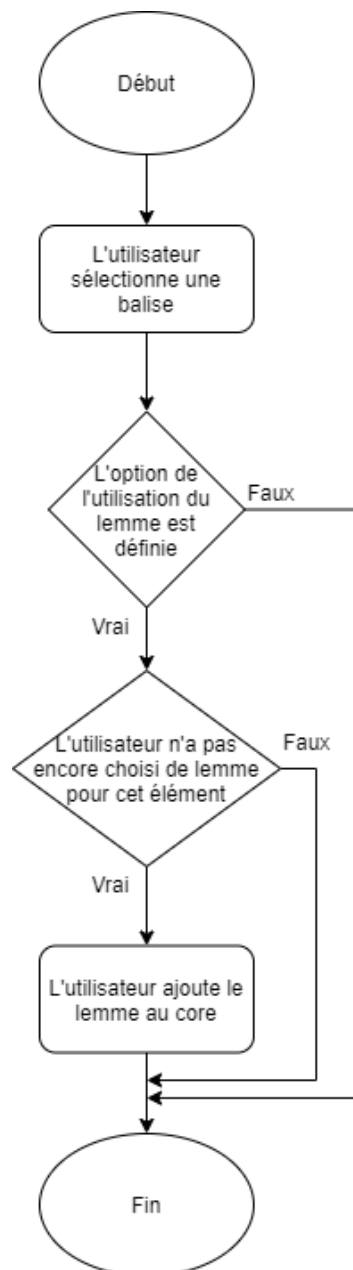 Début
L'utilisateur
sélectionne une
balise
L'option de
l'utilisation du
lemme est
définie
Faux
Vrai
L'utilisateur n'a pas
encore choisi de lemme
pour cet élément
Faux
Vrai
L'utilisateur ajoute le
lemme au core
Fin